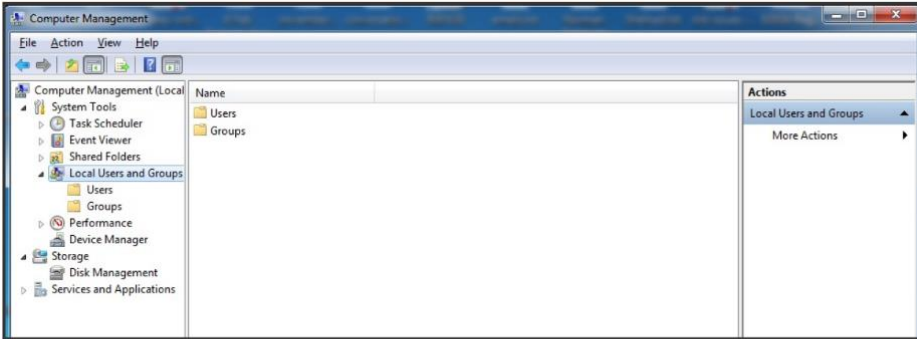 Computer Management
File Action View Help
Computer Management (Local
System Tools
Task Scheduler
Event Viewer
Shared Folders
Local Users and Groups
Users
Groups
Performance
Device Manager
Storage
Disk Management
Services and Applications
Name
Users
Groups
Actions
Local Users and Groups
More Actions